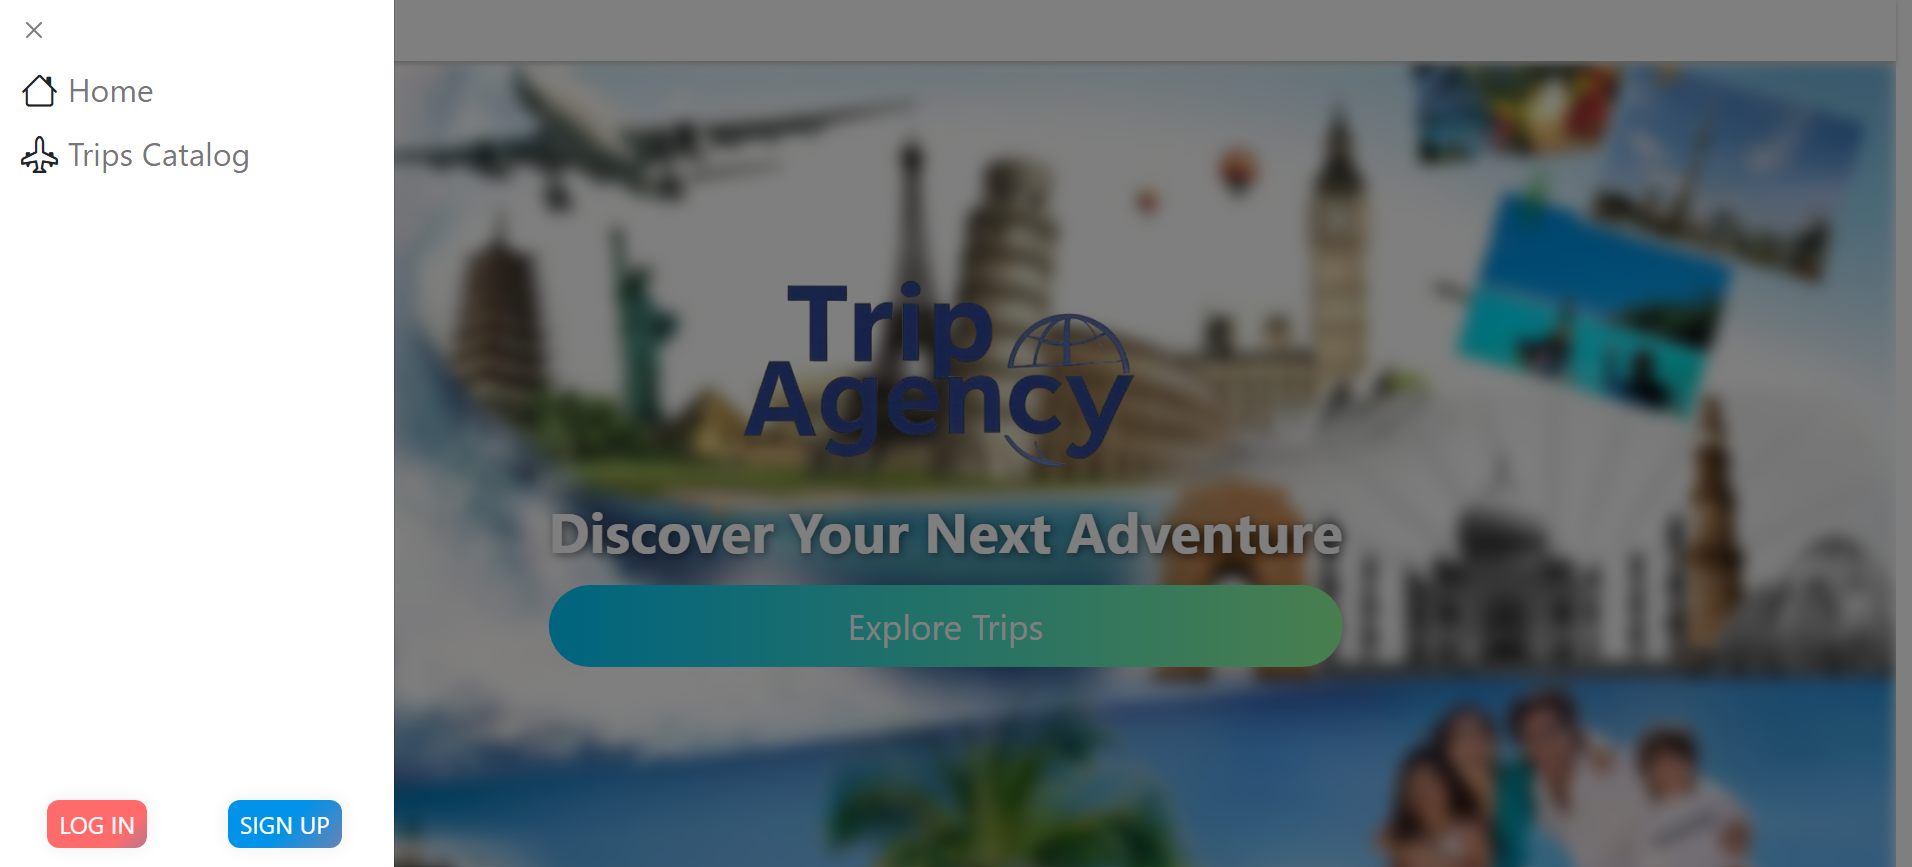 Home
Trips Catalog
LOG IN
SIGN UP
Trip
Agency
Discover Your Next Adventure
Explore Trips